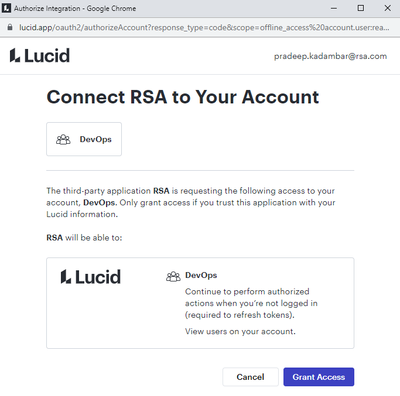 Authorize Integration - Google Chrome
lucid.app/oauth2/authorizeAccount?response_type=code&scope=offline_access%20account.user:rea...
Lucid
pradeep.kadambar@rsa.com
Connect RSA to Your Account
DevOps
The third-party application RSA is requesting the following access to your
account, DevOps. Only grant access if you trust this application with your
Lucid information.
RSA will be able to:
Lucid
DevOps
Continue to perform authorized
actions when you're not logged in
(required to refresh tokens).
View users on your account.
Cancel
Grant Access